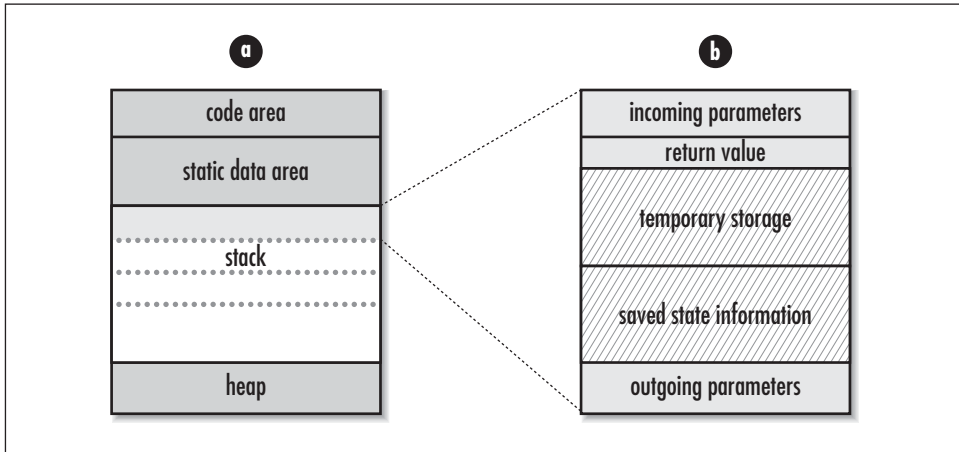 a
code area
static data area
stack
heap
b
incoming parameters
return value
temporary storage
saved state information
outgoing parameters